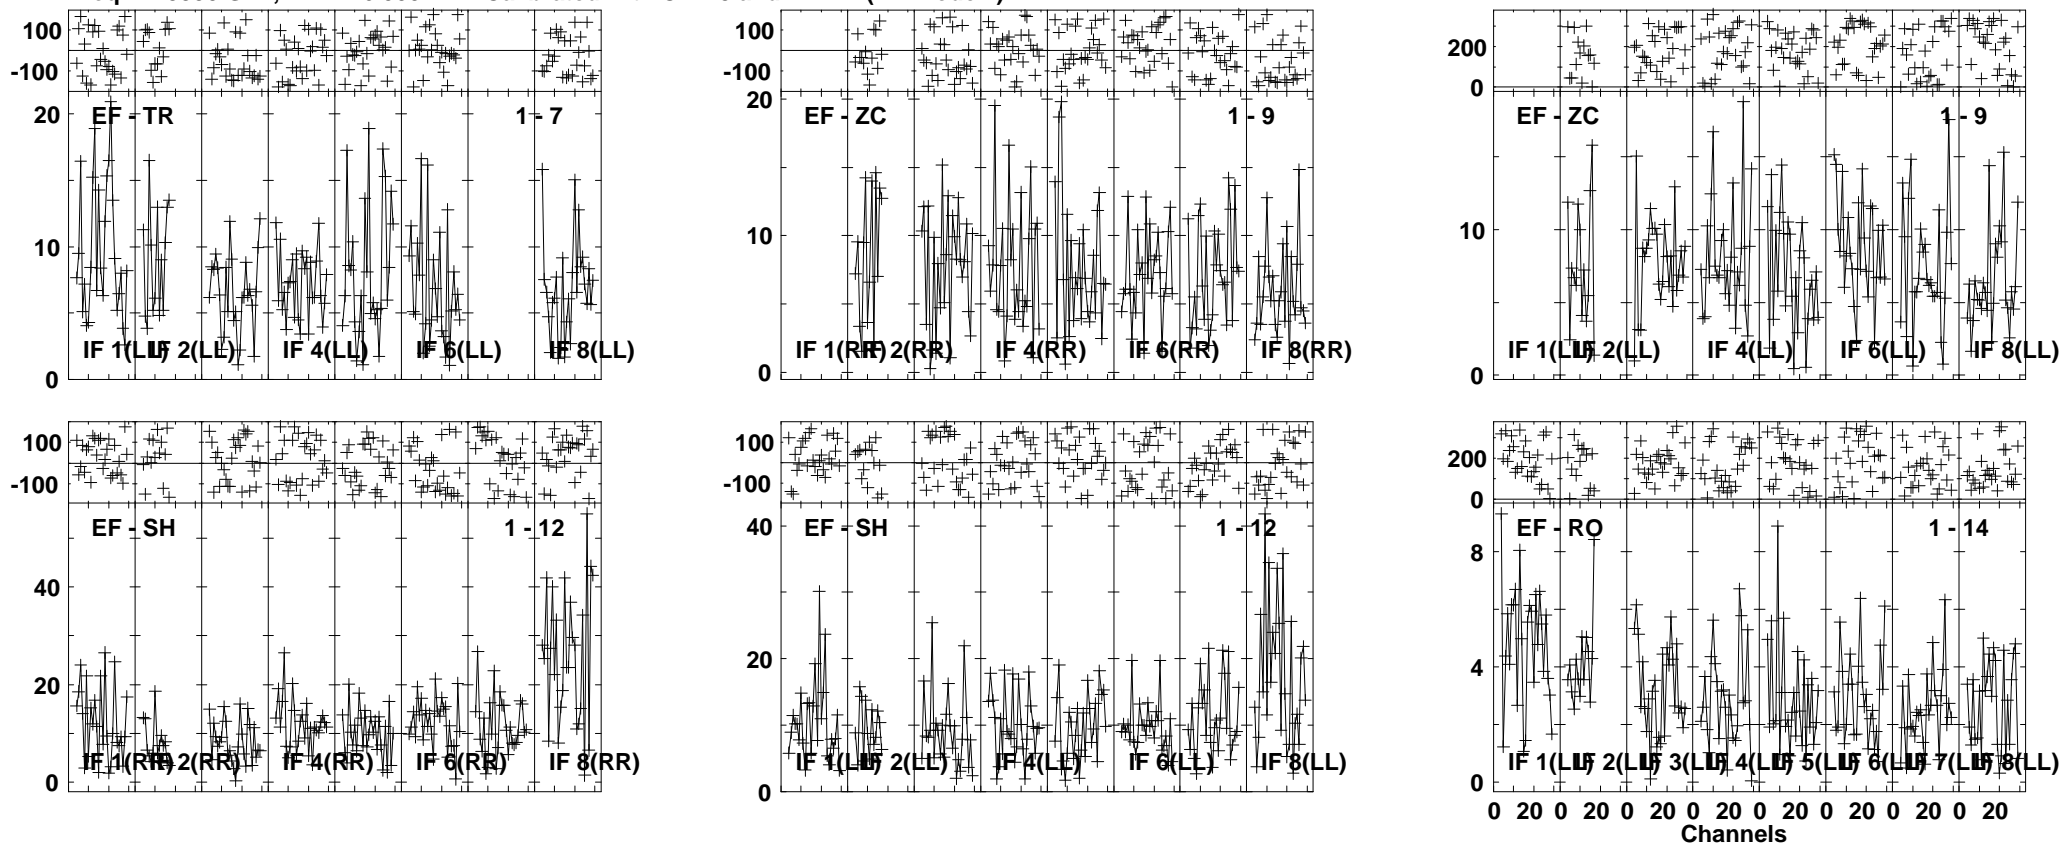 100
-100
EF - TR
1 - 7
20
10
0
IF 1(LL)
IF 2(LL)
IF 4(LL)
IF 6(LL)
IF 8(LL)
100
-100
EF - ZC
1 - 9
20
10
0
IF 1(RR)
IF 2(RR)
IF 4(RR)
IF 6(RR)
IF 8(RR)
200
0
EF - ZC
1 - 9
10
0
IF 1(LL)
IF 2(LL)
IF 4(LL)
IF 6(LL)
IF 8(LL)
100
-100
EF - SH
1 - 12
40
20
0
IF 1(RR)
IF 2(RR)
IF 4(RR)
IF 6(RR)
IF 8(RR)
100
-100
EF - SH
1 - 12
40
20
0
IF 1(LL)
IF 2(LL)
IF 4(LL)
IF 6(LL)
IF 8(LL)
200
0
EF - RO
1 - 14
8
4
0
IF 1(LL)
IF 2(LL)
IF 3(LL)
IF 4(LL)
IF 5(LL)
IF 6(LL)
IF 7(LL)
IF 8(LL)
0 20 0 20 0 20 0 20 0 20 0 20 0 20 0 20
Channels